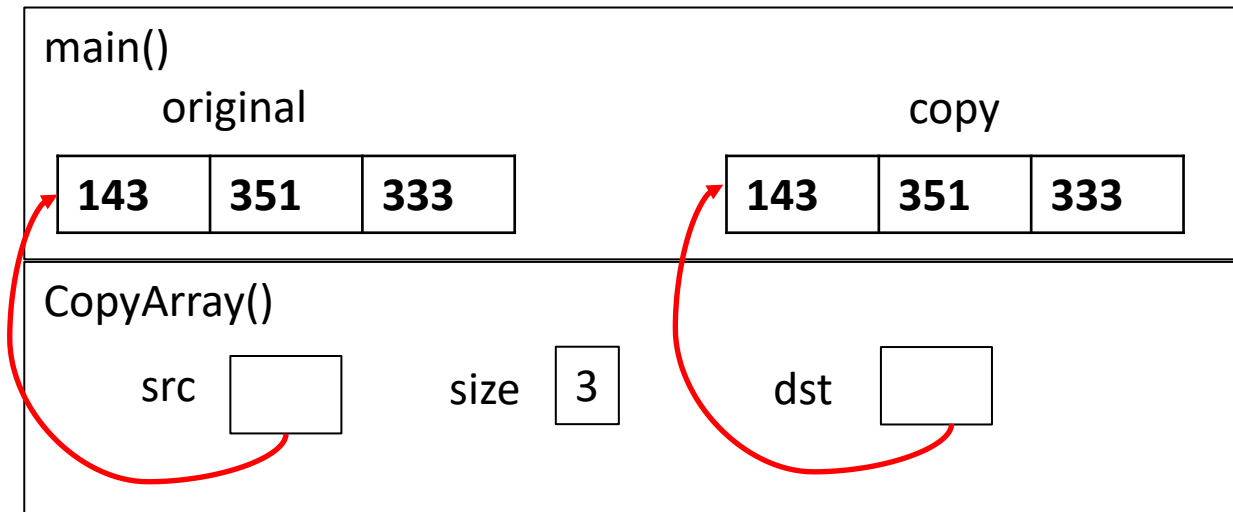 main()
original copy
143 351 333 143 351 333
CopyArray()
src size 3 dst